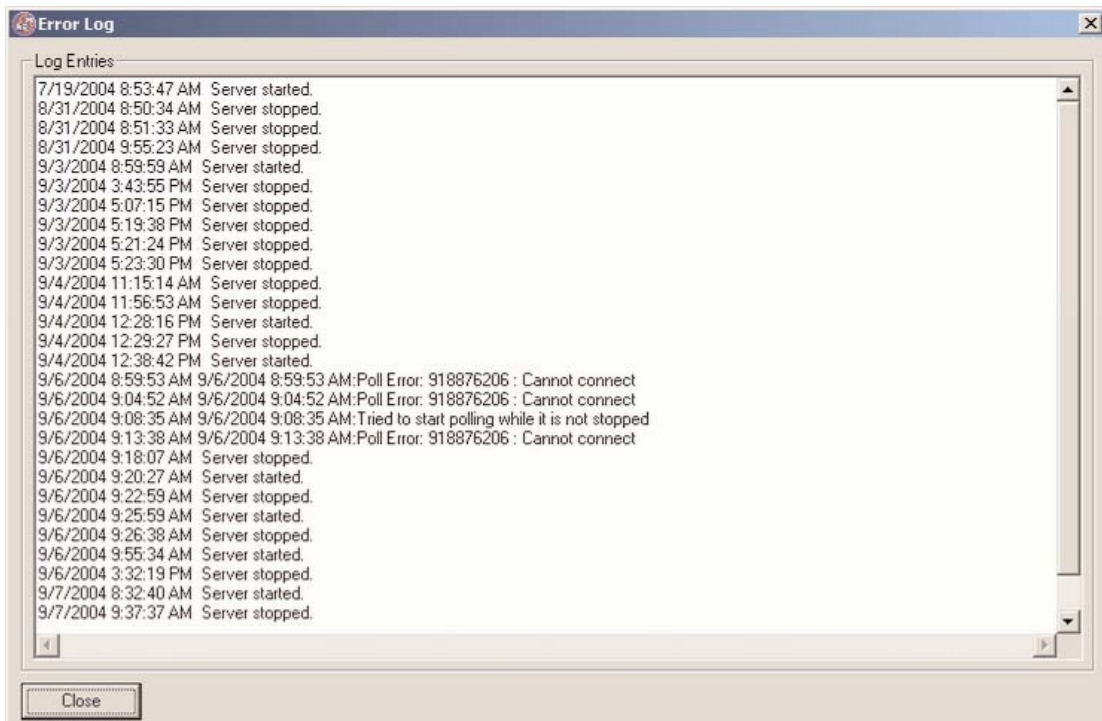 Error Log
Log Entries
7/19/2004 8:53:47 AM  Server started.
8/31/2004 8:50:34 AM  Server stopped.
8/31/2004 8:51:33 AM  Server stopped.
8/31/2004 9:55:23 AM  Server stopped.
9/3/2004 8:59:59 AM  Server started.
9/3/2004 3:43:55 PM  Server stopped.
9/3/2004 5:07:15 PM  Server stopped.
9/3/2004 5:19:38 PM  Server stopped.
9/3/2004 5:21:24 PM  Server stopped.
9/3/2004 5:23:30 PM  Server stopped.
9/4/2004 11:15:14 AM  Server stopped.
9/4/2004 11:56:53 AM  Server stopped.
9/4/2004 12:28:16 PM  Server started.
9/4/2004 12:29:27 PM  Server stopped.
9/4/2004 12:38:42 PM  Server started.
9/6/2004 8:59:53 AM 9/6/2004 8:59:53 AM:Poll Error: 918876206 : Cannot connect
9/6/2004 9:04:52 AM 9/6/2004 9:04:52 AM:Poll Error: 918876206 : Cannot connect
9/6/2004 9:08:35 AM 9/6/2004 9:08:35 AM:Tried to start polling while it is not stopped
9/6/2004 9:13:38 AM 9/6/2004 9:13:38 AM:Poll Error: 918876206 : Cannot connect
9/6/2004 9:18:07 AM  Server stopped.
9/6/2004 9:20:27 AM  Server started.
9/6/2004 9:22:59 AM  Server stopped.
9/6/2004 9:25:59 AM  Server started.
9/6/2004 9:26:38 AM  Server stopped.
9/6/2004 9:55:34 AM  Server started.
9/6/2004 3:32:19 PM  Server stopped.
9/7/2004 8:32:40 AM  Server started.
9/7/2004 9:37:37 AM  Server stopped.
Close